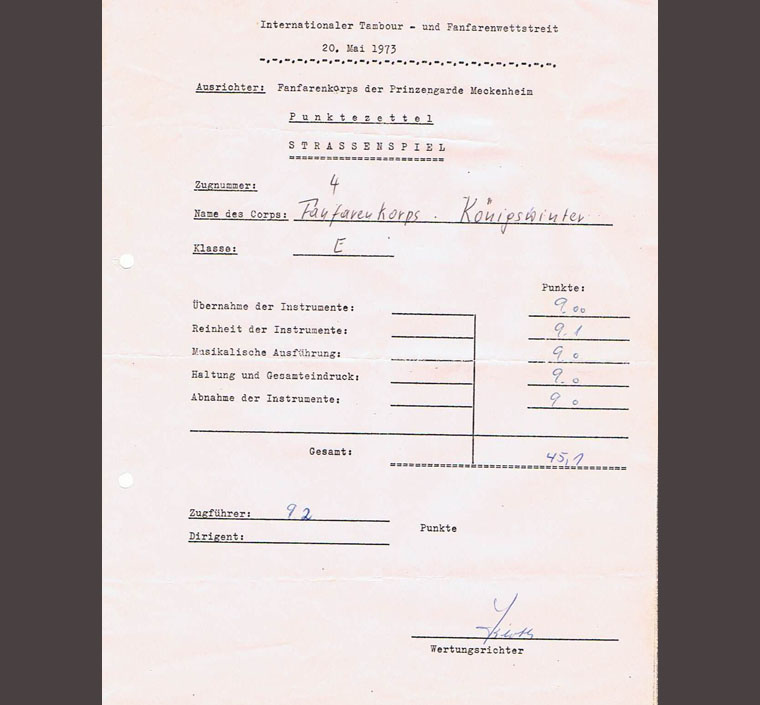 Internationaler Tambour - und Fanfarenwettstreit
20. Mai 1973
Ausrichter: Fanfarenkorps der Prinzengarde Meckenheim
Punktezettel
STRASSENSPIEL
Zugnummer: 4
Name des Corps: Fanfarenkorps. Königswinter
Klasse: E
Punkte:
Übernahme der Instrumente: 9.00
Reinheit der Instrumente: 9.1
Musikalische Ausführung: 9.0
Haltung und Gesamteindruck: 9.0
Abnahme der Instrumente: 9 0
Gesamt: 45,1
Zugführer: 9 2
Punkte
Dirigent:
Wertungsrichter